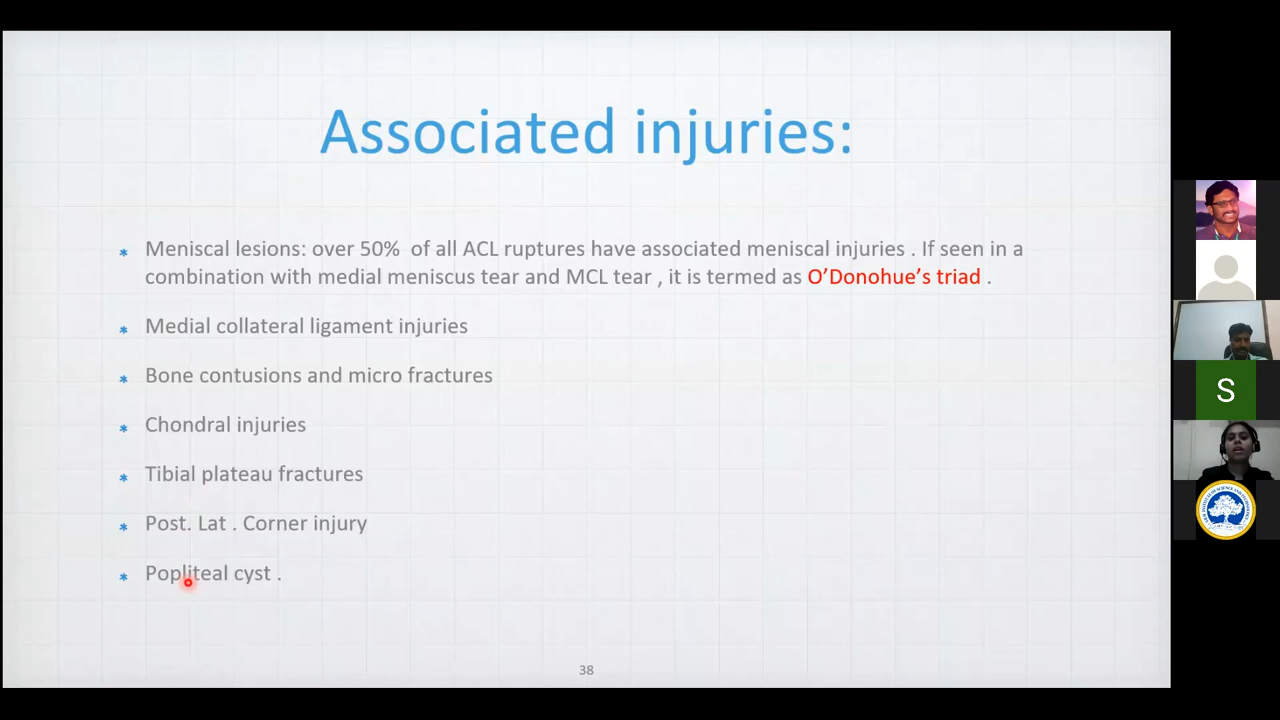 Associated injuries:
* Meniscal lesions: over 50% of all ACL ruptures have associated meniscal injuries . If seen in a
combination with medial meniscus tear and MCL tear , it is termed as O’Donohue’s triad .
* Medial collateral ligament injuries
* Bone contusions and micro fractures
* Chondral injuries
* Tibial plateau fractures
* Post. Lat . Corner injury
* Popliteal cyst .
38
S